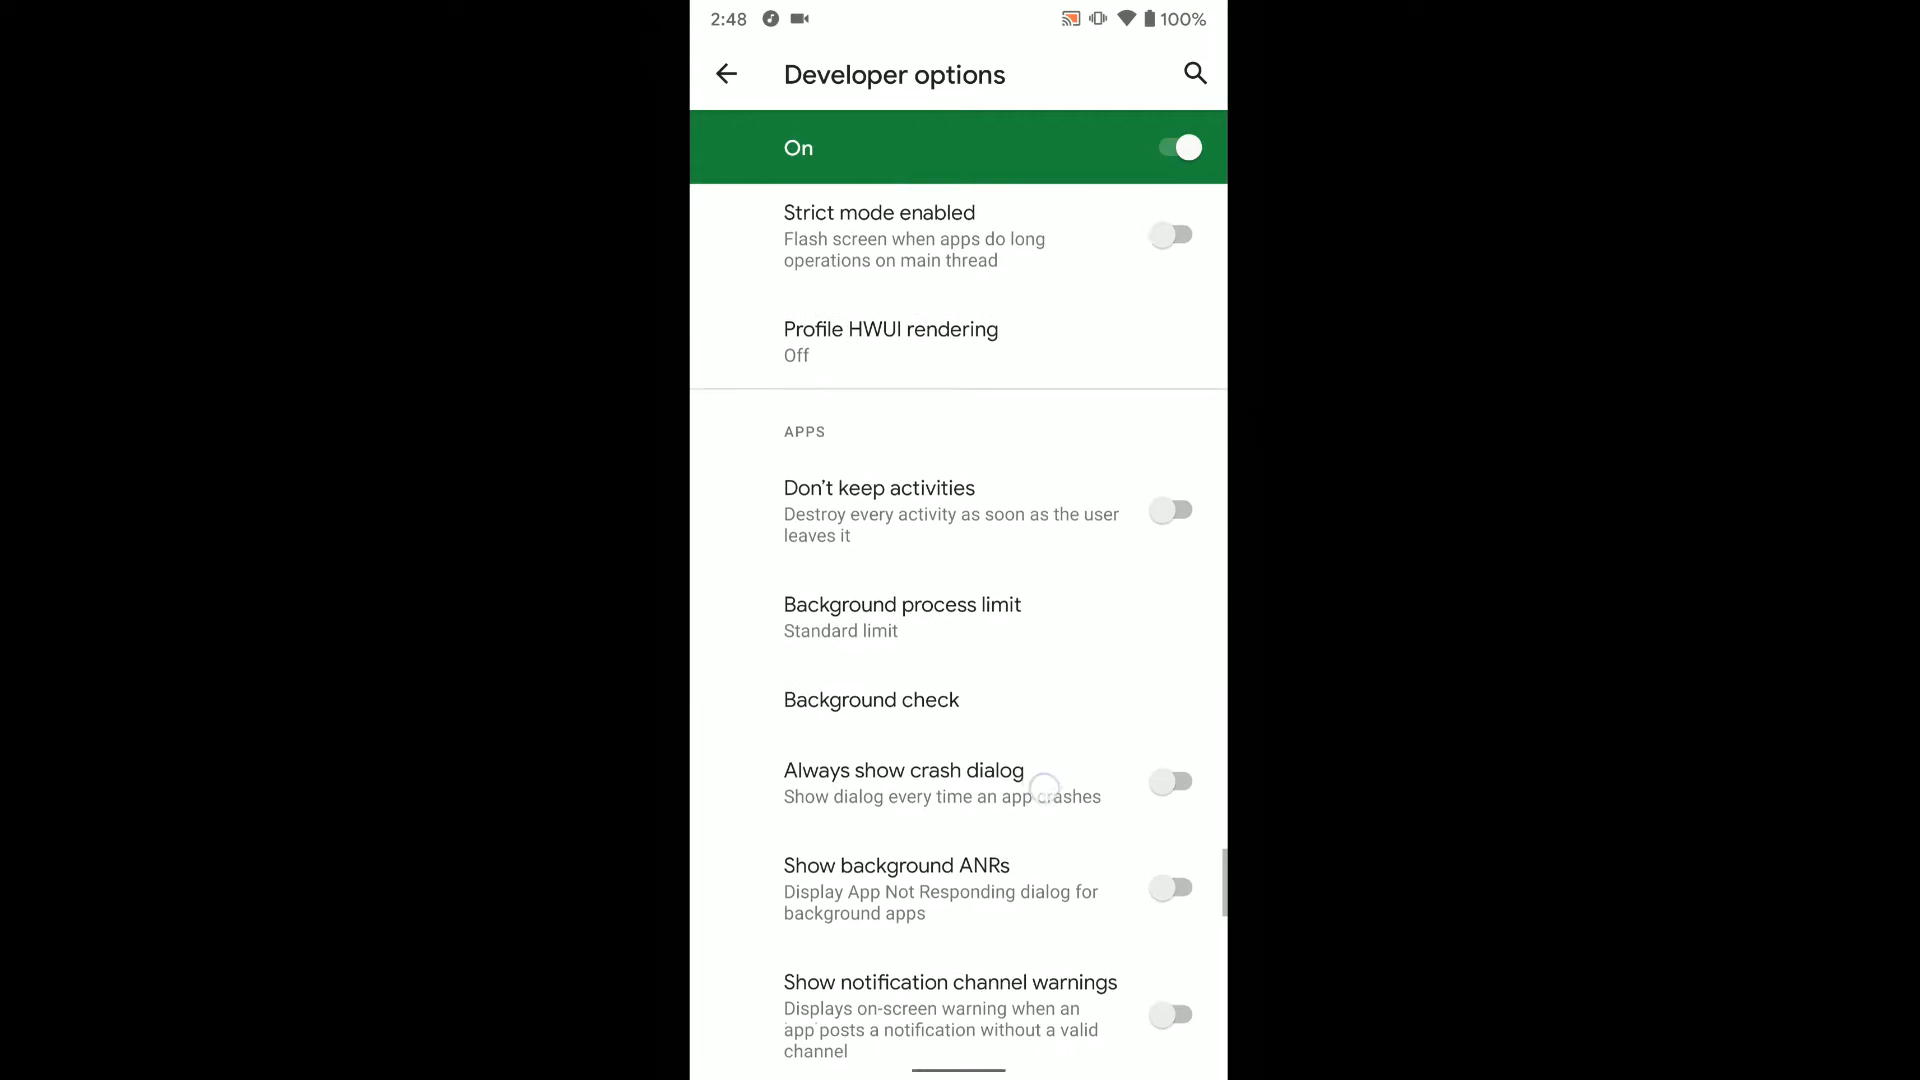 2:48
100%
Developer options
On
Strict mode enabled
Flash screen when apps do long
operations on main thread
Profile HWUI rendering
Off
APPS
Don’t keep activities
Destroy every activity as soon as the user
leaves it
Background process limit
Standard limit
Background check
Always show crash dialog
Show dialog every time an app crashes
Show background ANRs
Display App Not Responding dialog for
background apps
Show notification channel warnings
Displays on-screen warning when an
app posts a notification without a valid
channel